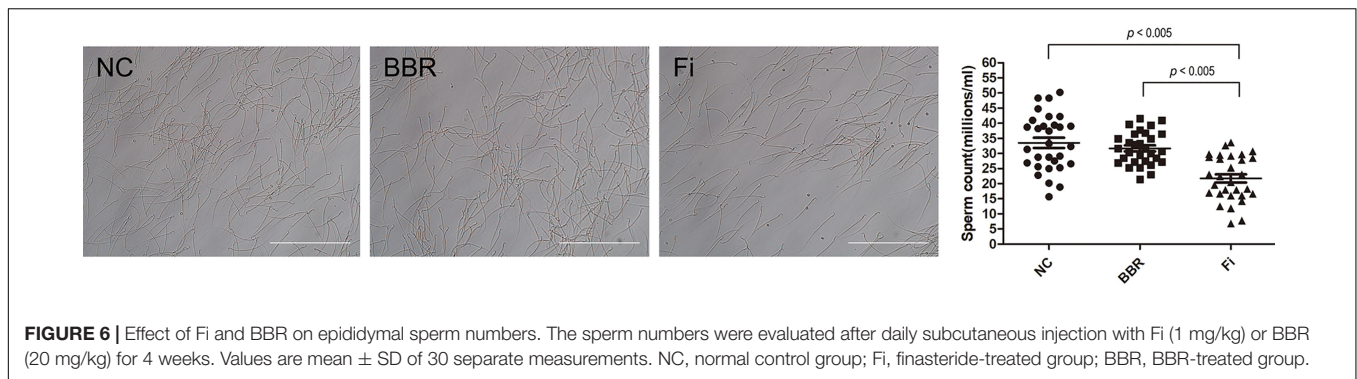 NC
BBR
Fi
p < 0.005
p < 0.005
Sperm count(millions/ml)
60
55
50
45
40
35
30
25
20
15
10
5
0
NC
BBR
Fi
FIGURE 6 | Effect of Fi and BBR on epididymal sperm numbers. The sperm numbers were evaluated after daily subcutaneous injection with Fi (1 mg/kg) or BBR
(20 mg/kg) for 4 weeks. Values are mean ± SD of 30 separate measurements. NC, normal control group; Fi, finasteride-treated group; BBR, BBR-treated group.